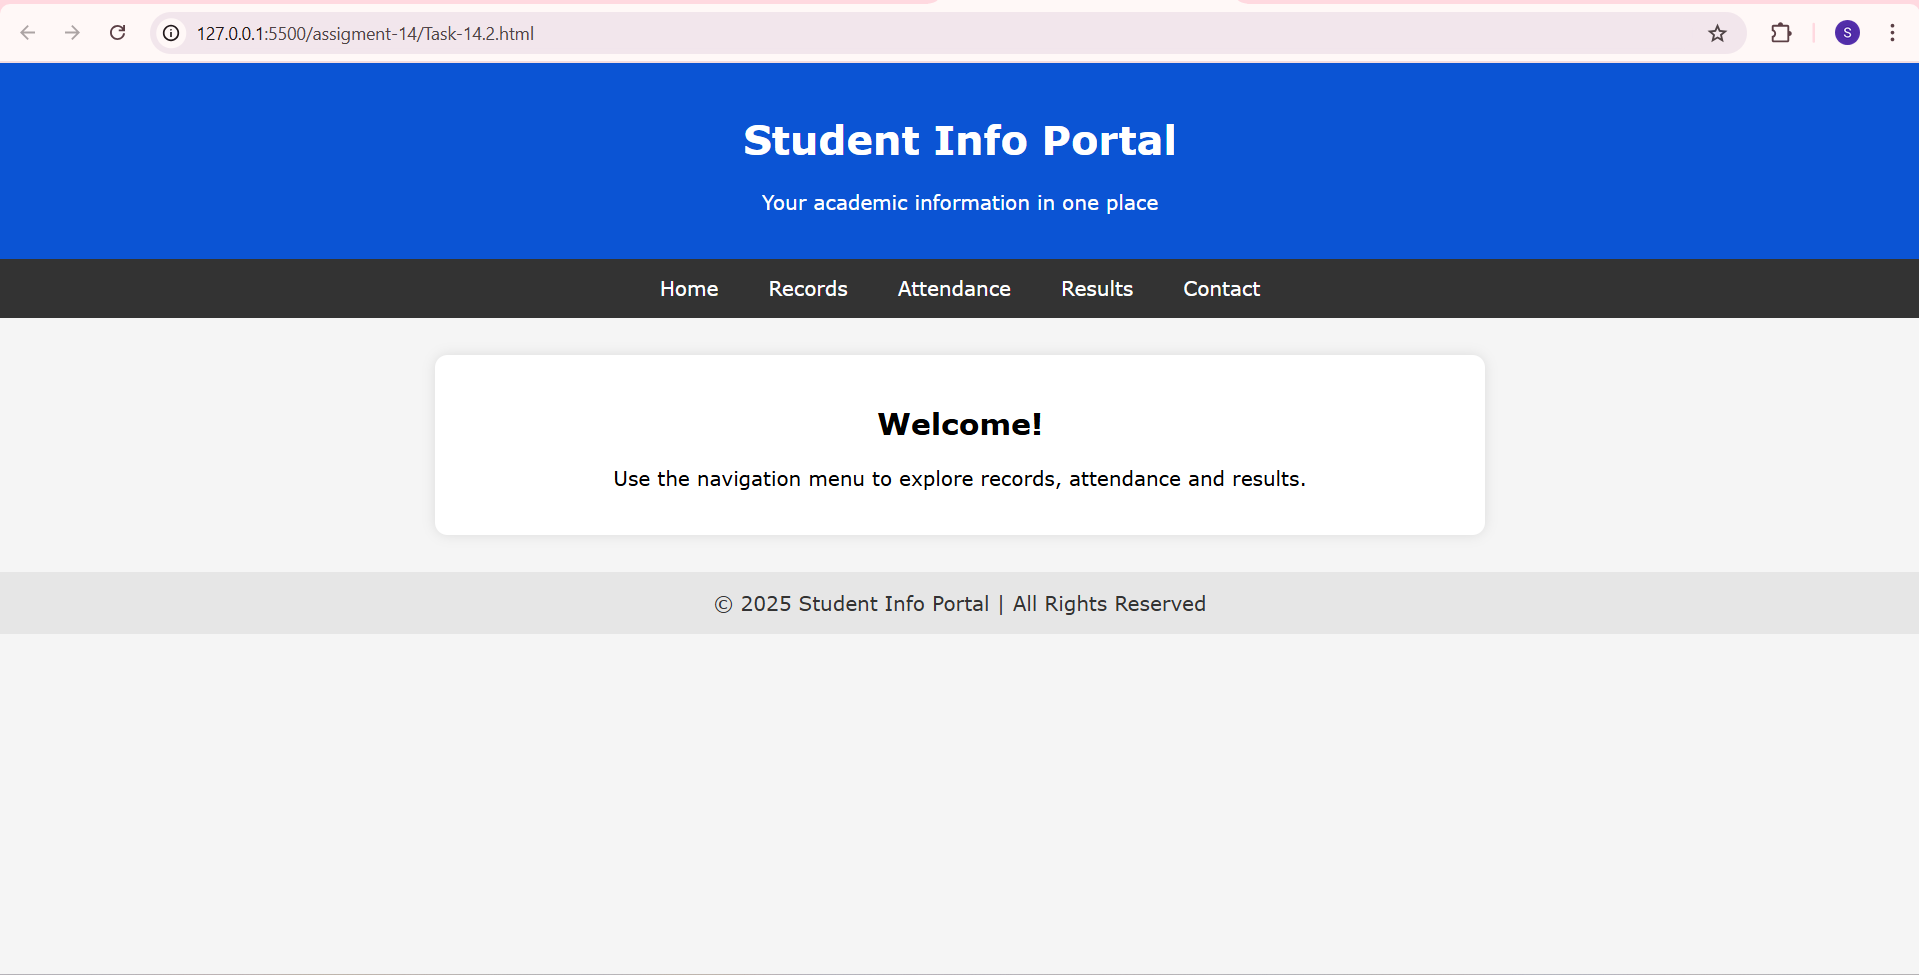 127.0.0.1:5500/assigment-14/Task-14.2.html
S
Student Info Portal
Your academic information in one place
Home Records Attendance Results Contact
Welcome!
Use the navigation menu to explore records, attendance and results.
© 2025 Student Info Portal | All Rights Reserved